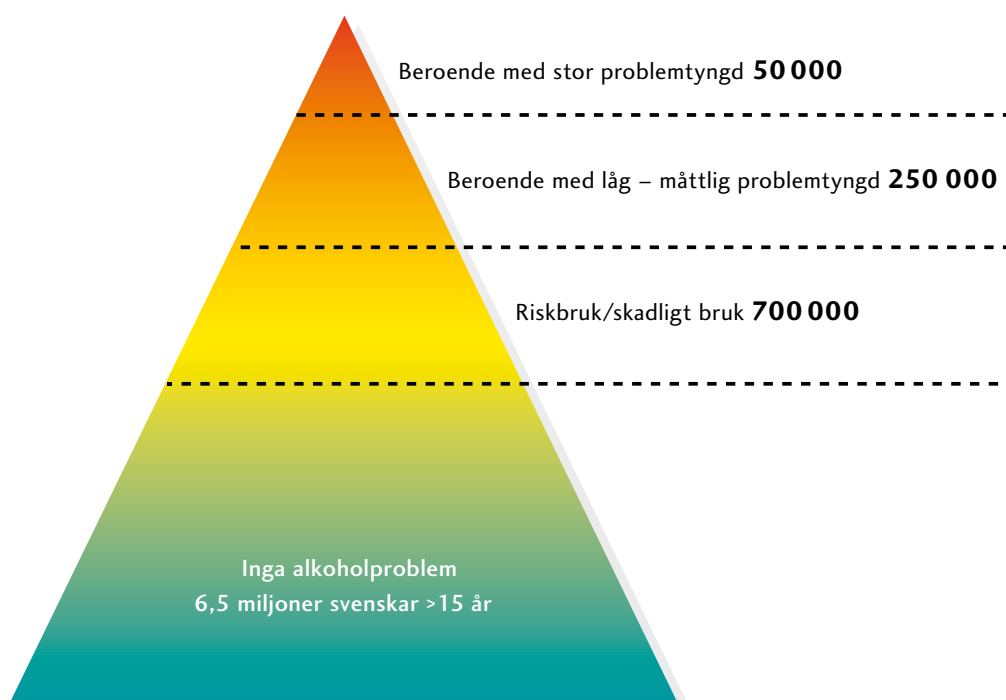 Beroende med stor problemtyngd 50 000
Beroende med låg – måttlig problemtyngd 250 000
Riskbruk/skadligt bruk 700 000
Inga alkoholproblem
6,5 miljoner svenskar >15 år